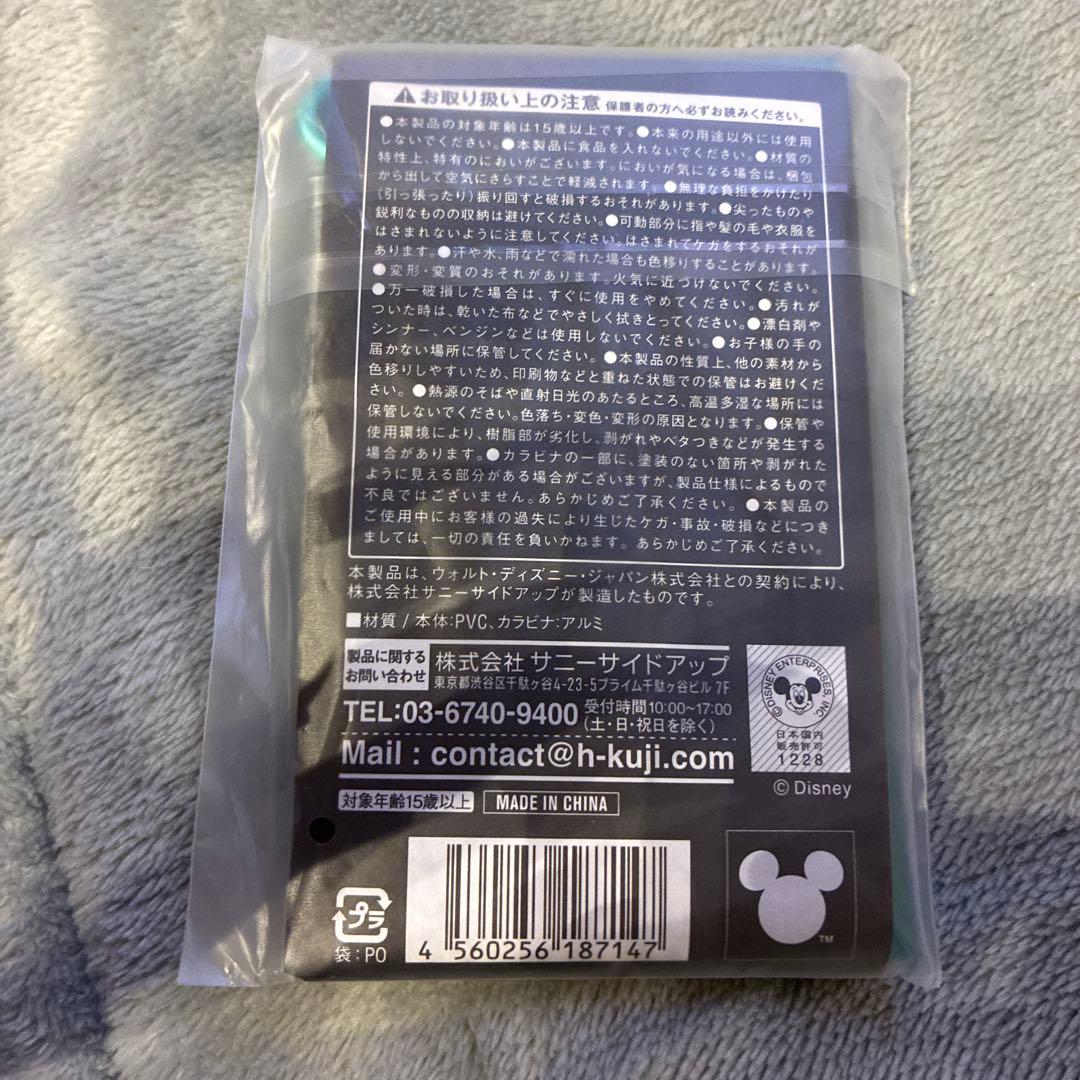 ⚠お取り扱い上の注意 保護者の方へ必ずお読みください。
●本製品の対象年齢は15歳以上です。●本来の用途以外には使用
しないでください。●本製品に食品を入れないでください。●材質の
特性上、特有のにおいがございます。においが気になる場合は、梱包
から出して空気にさらすことで軽減されます。●無理な負担をかけたり
(引っ張ったり)振り回すと破損するおそれがあります。●尖ったものや
鋭利なものの収納は避けてください。●可動部分に指や髪の毛や衣服を
はさまれないように注意してください。はさまれてケガをするおそれが
あります。●汗や水、雨などで濡れた場合も色移りすることがあります。
●変形・変質のおそれがあります。火気に近づけないでください。
●万一破損した場合は、すぐに使用をやめてください。●汚れが
ついた時は、乾いた布などでやさしく拭きとってください。●漂白剤や
シンナー、ベンジンなどは使用しないでください。●お子様の手の
届かない場所に保管してください。●本製品の性質上、他の素材から
色移りしやすいため、印刷物などと重ねた状態での保管はお避けくだ
さい。●熱源のそばや直射日光のあたるところ、高温多湿な場所には
保管しないでください。色落ち・変色・変形の原因となります。●保管や
使用環境により、樹脂部が劣化し、剥がれやベタつきなどが発生する
場合があります。●カラビナの一部に、塗装のない箇所や剥がれた
ように見える部分がある場合がございますが、製品仕様によるもので
不良ではございません。あらかじめご了承ください。●本製品の
ご使用中にお客様の過失により生じたケガ・事故・破損などにつき
ましては、一切の責任を負いかねます。あらかじめご了承ください。
本製品は、ウォルト・ディズニー・ジャパン株式会社との契約により、
株式会社サニーサイドアップが製造したものです。
■材質 / 本体:PVC、カラビナ:アルミ
製品に関する
お問い合わせ
株式会社 サニーサイドアップ
東京都渋谷区千駄ヶ谷4-23-5プライム千駄ヶ谷ビル 7F
TEL:03-6740-9400 受付時間10:00~17:00
(土・日・祝日を除く)
Mail : contact@h-kuji.com
©DISNEY ENTERPRISES, INC.
日本国内
販売許可
1228
© Disney
対象年齢15歳以上 MADE IN CHINA
プラ
袋:PO
4 560256 187147
TM